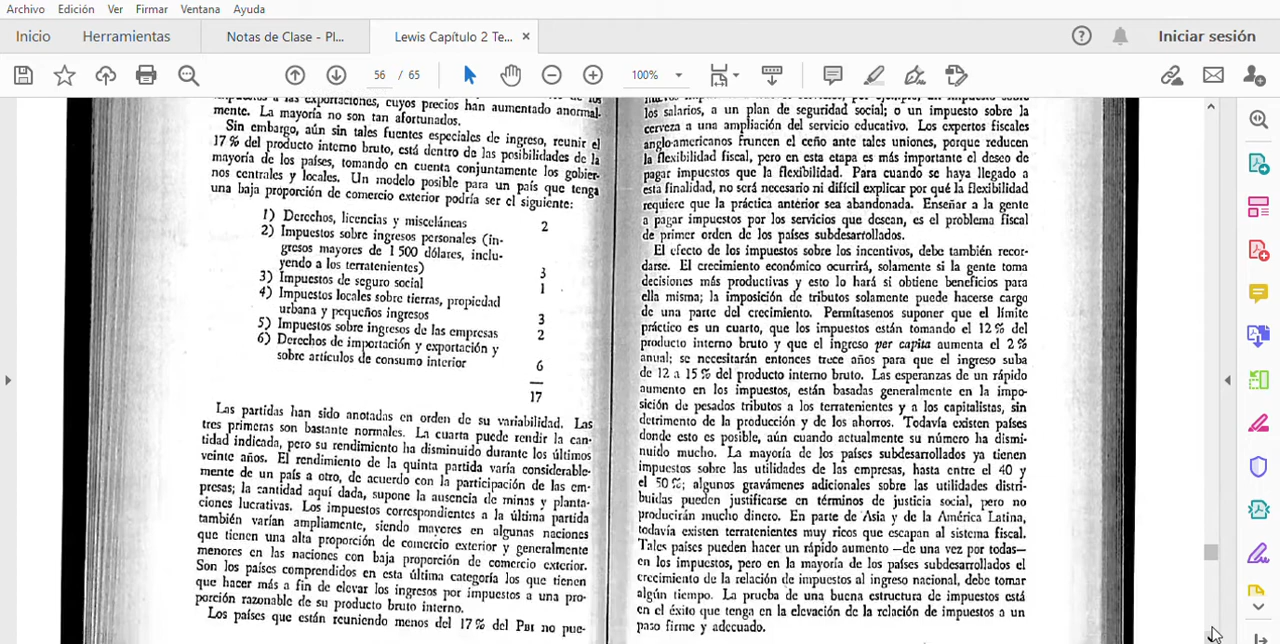 Archivo Edición Ver Firmar Ventana Ayuda
Inicio Herramientas Notas de Clase - Pl... Lewis Capítulo 2 Te... × Iniciar sesión
56 / 65 100%
a las exportaciones, cuyos precios han aumentado anormal-
mente. La mayoría no son tan afortunados.
Sin embargo, aún sin tales fuentes especiales de ingreso, reunir el
17 % del producto interno bruto, está dentro de las posibilidades de la
mayoría de los países, tomando en cuenta conjuntamente los gobier-
nos centrales y locales. Un modelo posible para un país que tenga
una baja proporción de comercio exterior podría ser el siguiente:
1) Derechos, licencias y misceláneas 2
2) Impuestos sobre ingresos personales (in-
gresos mayores de 1 500 dólares, inclu-
yendo a los terratenientes) 3
3) Impuestos de seguro social 1
4) Impuestos locales sobre tierras, propiedad
urbana y pequeños ingresos 3
5) Impuestos sobre ingresos de las empresas 2
6) Derechos de importación y exportación y
sobre artículos de consumo interior 6
17
Las partidas han sido anotadas en orden de su variabilidad. Las
tres primeras son bastante normales. La cuarta puede rendir la can-
tidad indicada, pero su rendimiento ha disminuido durante los últimos
veinte años. El rendimiento de la quinta partida varía considerable-
mente de un país a otro, de acuerdo con la participación de las em-
presas; la cantidad aquí dada, supone la ausencia de minas y planta-
ciones lucrativas. Los impuestos correspondientes a la última partida
también varían ampliamente, siendo mayores en algunas naciones
que tienen una alta proporción de comercio exterior y generalmente
menores en las naciones con baja proporción de comercio exterior.
Son los países comprendidos en esta última categoría los que tienen
que hacer más a fin de elevar los ingresos por impuestos a una pro-
porción razonable de su producto bruto interno.
Los países que están reuniendo menos del 17 % del PBI no pue-
los salarios, a un plan de seguridad social; o un impuesto sobre la
cerveza a una ampliación del servicio educativo. Los expertos fiscales
anglo-americanos fruncen el ceño ante tales uniones, porque reducen
la flexibilidad fiscal, pero en esta etapa es más importante el deseo de
pagar impuestos que la flexibilidad. Para cuando se haya llegado a
esta finalidad, no será necesario ni difícil explicar por qué la flexibilidad
requiere que la práctica anterior sea abandonada. Enseñar a la gente
a pagar impuestos por los servicios que desean, es el problema fiscal
de primer orden de los países subdesarrollados.
El efecto de los impuestos sobre los incentivos, debe también recor-
darse. El crecimiento económico ocurrirá, solamente si la gente toma
decisiones más productivas y esto lo hará si obtiene beneficios para
ella misma; la imposición de tributos solamente puede hacerse cargo
de una parte del crecimiento. Permítasenos suponer que el límite
práctico es un cuarto, que los impuestos están tomando el 12 % del
producto interno bruto y que el ingreso per capita aumenta el 2 %
anual; se necesitarán entonces trece años para que el ingreso suba
de 12 a 15 % del producto interno bruto. Las esperanzas de un rápido
aumento en los impuestos, están basadas generalmente en la impo-
sición de pesados tributos a los terratenientes y a los capitalistas, sin
detrimento de la producción y de los ahorros. Todavía existen países
donde esto es posible, aún cuando actualmente su número ha dismi-
nuido mucho. La mayoría de los países subdesarrollados ya tienen
impuestos sobre las utilidades de las empresas, hasta entre el 40 y
el 50 %; algunos gravámenes adicionales sobre las utilidades distri-
buidas pueden justificarse en términos de justicia social, pero no
producirán mucho dinero. En parte de Asia y de la América Latina,
todavía existen terratenientes muy ricos que escapan al sistema fiscal.
Tales países pueden hacer un rápido aumento —de una vez por todas—
en los impuestos, pero en la mayoría de los países subdesarrollados el
crecimiento de la relación de impuestos al ingreso nacional, debe tomar
algún tiempo. La prueba de una buena estructura de impuestos está
en el éxito que tenga en la elevación de la relación de impuestos a un
paso firme y adecuado.